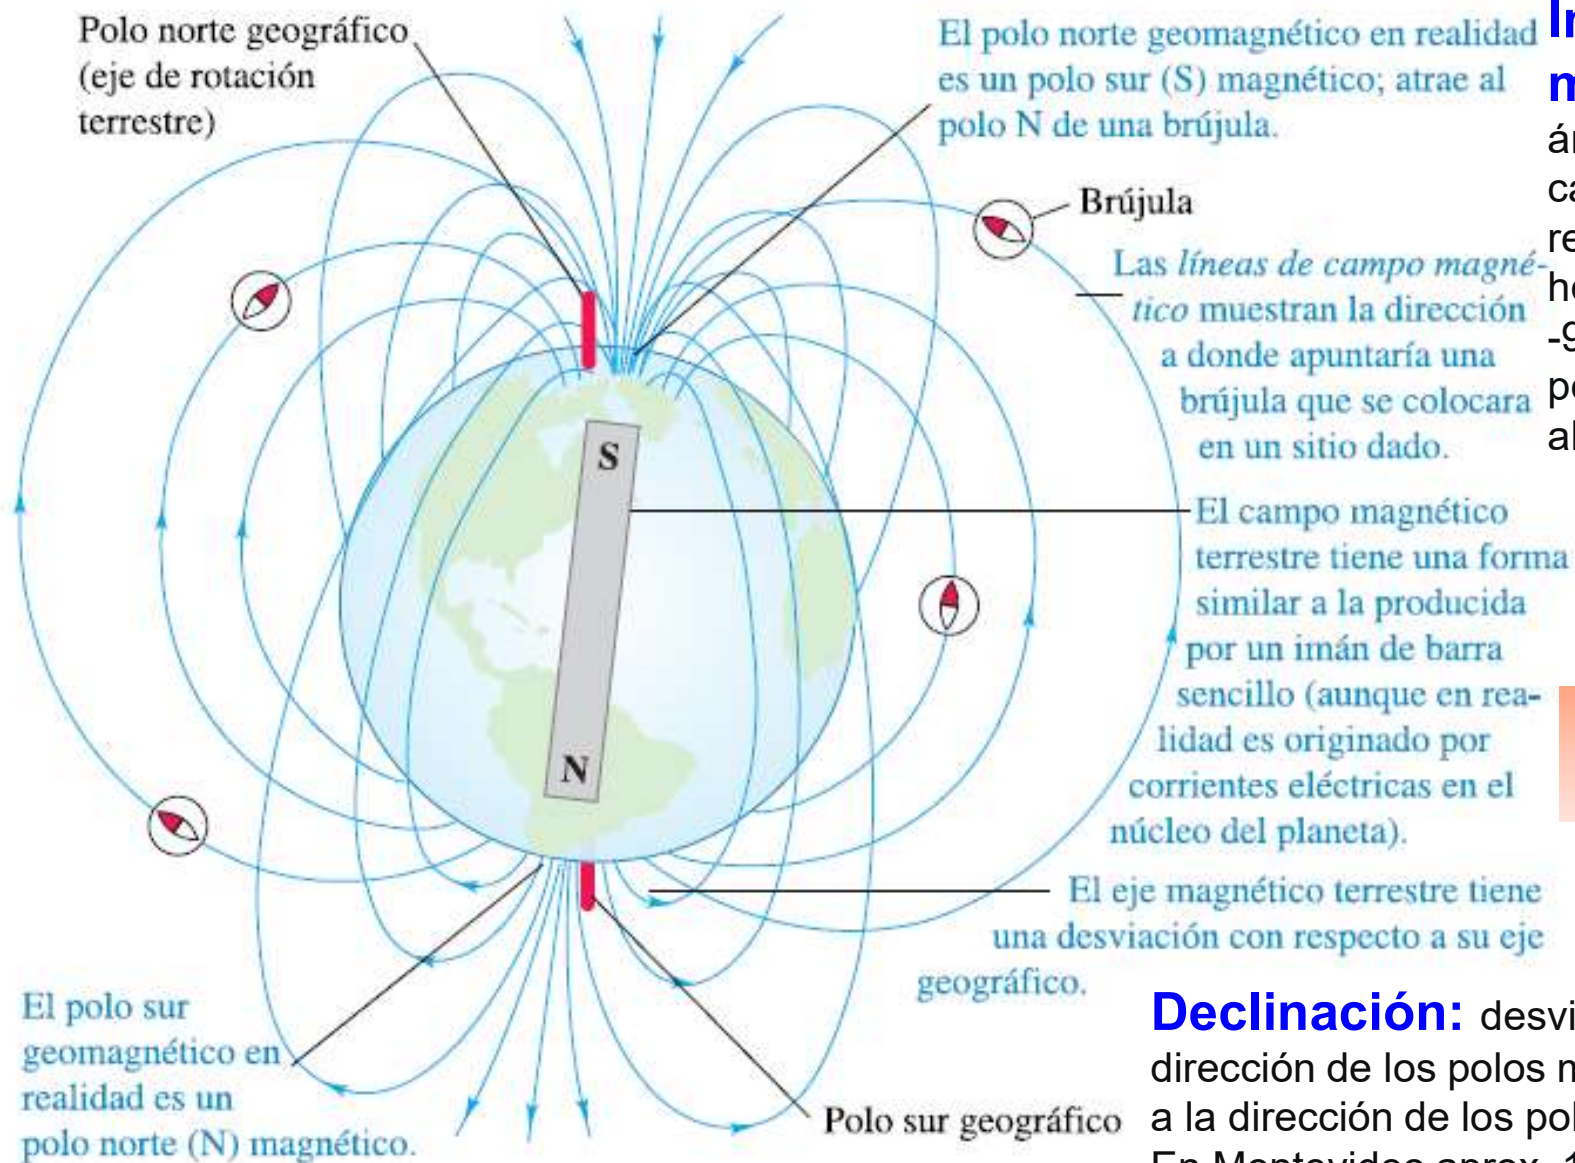 Polo norte geográfico
(eje de rotación
terrestre)
El polo norte geomagnético en realidad
es un polo sur (S) magnético; atrae al
polo N de una brújula.
Brújula
Las líneas de campo magné-
tico muestran la dirección
a donde apuntaría una
brújula que se colocara
en un sitio dado.
S
El campo magnético
terrestre tiene una forma
similar a la producida
por un imán de barra
sencillo (aunque en rea-
lidad es originado por
corrientes eléctricas en el
núcleo del planeta).
N
El eje magnético terrestre tiene
una desviación con respecto a su eje
geográfico.
El polo sur
geomagnético en
realidad es un
polo norte (N) magnético.
Polo sur geográfico
Declinación:
dirección de los polos
a la dirección de los
En Montevideo aprox.